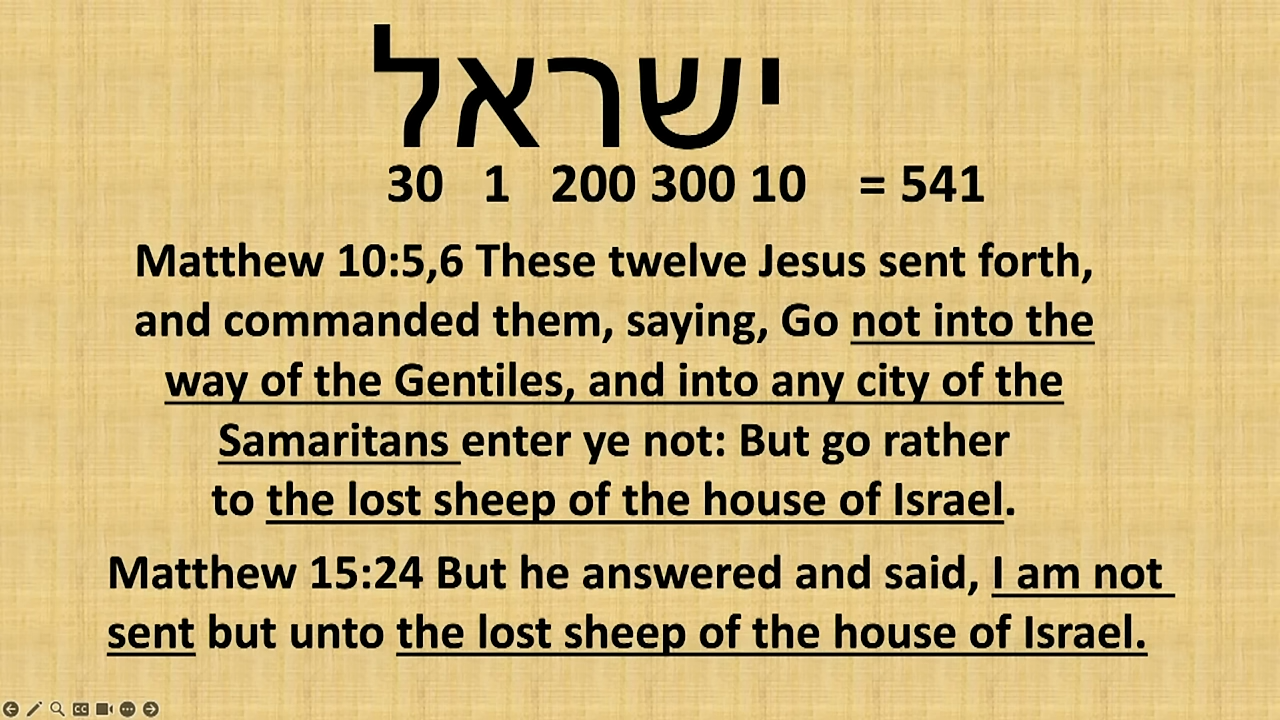 ישראל
30 1 200 300 10 = 541
Matthew 10:5,6 These twelve Jesus sent forth,
and commanded them, saying, Go not into the
way of the Gentiles, and into any city of the
Samaritans enter ye not: But go rather
to the lost sheep of the house of Israel.
Matthew 15:24 But he answered and said, I am not
sent but unto the lost sheep of the house of Israel.
CC